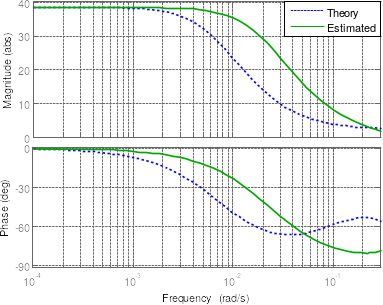 40
Theory
Estimated
30
Magnitude (abs)
20
10
0
0
-30
Phase (deg)
-60
-90
10^-4 10^-3 10^-2 10^-1
Frequency (rad/s)